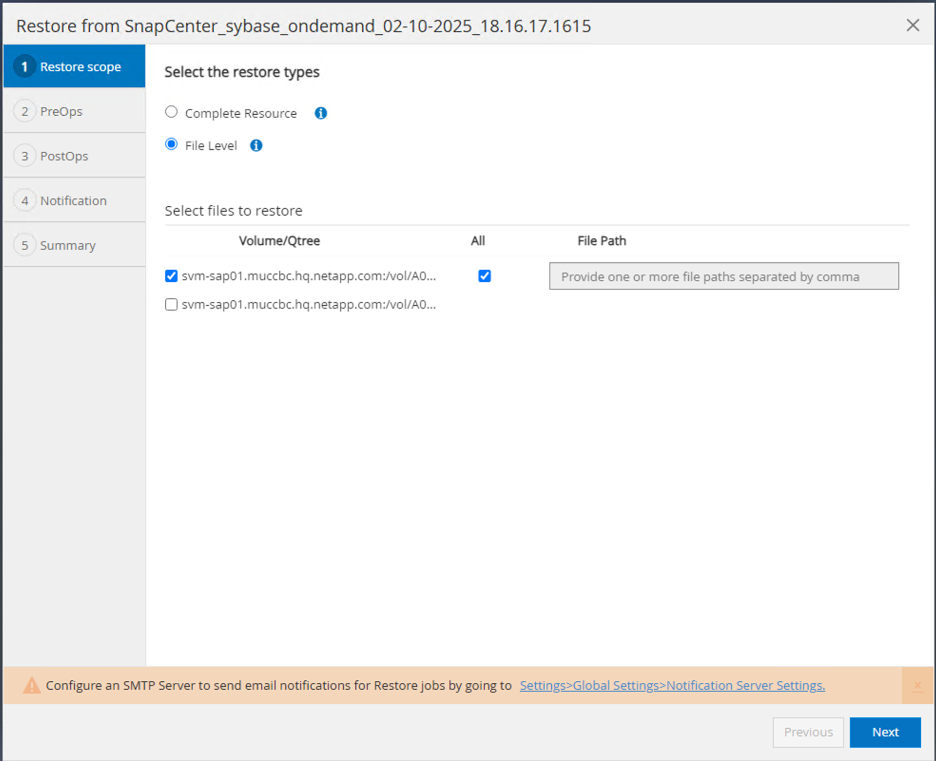 Restore from SnapCenter_sybase_ondemand_02-10-2025_18.16.17.1615
1 Restore scope
2 PreOps
3 PostOps
4 Notification
5 Summary
Select the restore types
Complete Resource
File Level
Select files to restore
Volume/Qtree All File Path
svm-sap01.muccbc.hq.netapp.com:/vol/A0... Provide one or more file paths separated by comma
svm-sap01.muccbc.hq.netapp.com:/vol/A0...
Configure an SMTP Server to send email notifications for Restore jobs by going to Settings>Global Settings>Notification Server Settings.
Previous Next